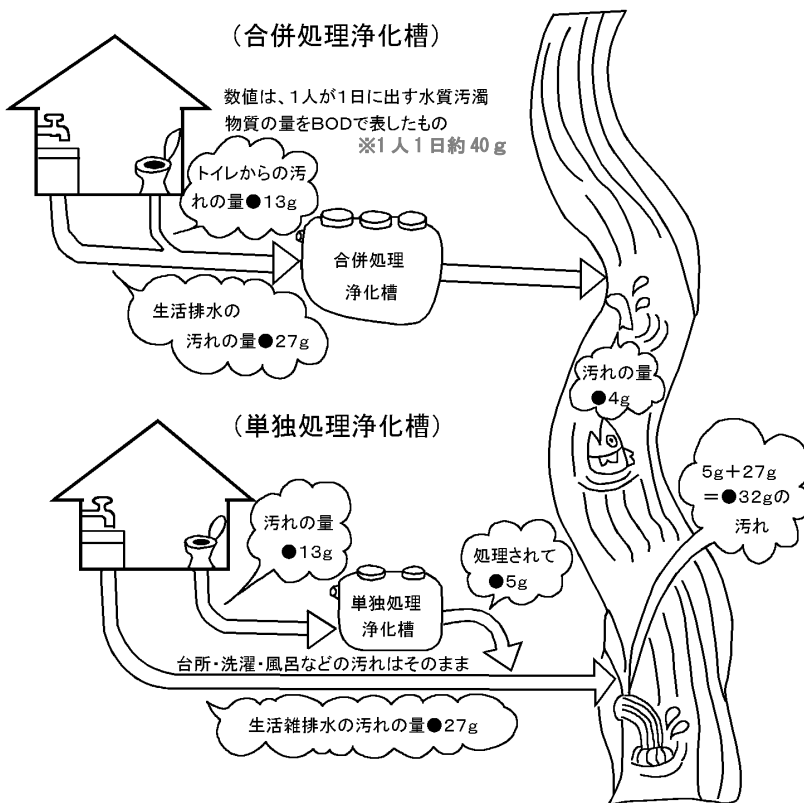 (合併処理浄化槽)
数値は、1人が1日に出す水質汚濁
物質の量をBODで表したもの
※1人1日約40g
トイレからの汚
れの量●13g
合併処理
浄化槽
生活排水の
汚れの量●27g
汚れの量
●4g
(単独処理浄化槽)
5g+27g
=●32gの
汚れ
汚れの量
●13g
処理されて
●5g
単独処理
浄化槽
台所・洗濯・風呂などの汚れはそのまま
生活雑排水の汚れの量●27g